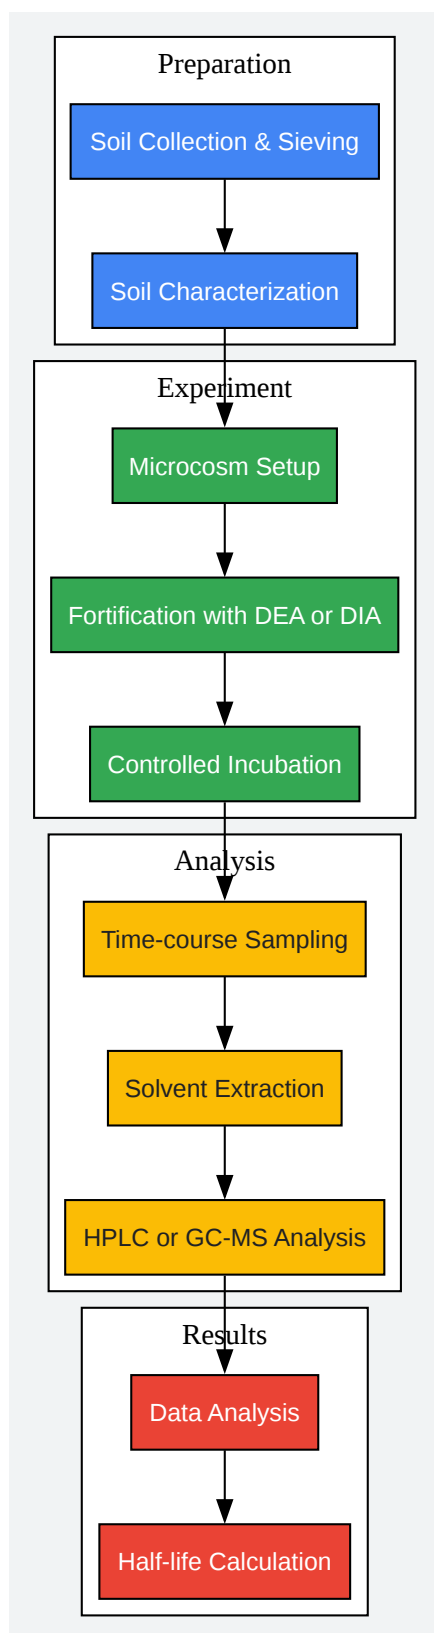 Preparation
Soil Collection & Sieving
Soil Characterization
Experiment
Microcosm Setup
Fortification with DEA or DIA
Controlled Incubation
Analysis
Time-course Sampling
Solvent Extraction
HPLC or GC-MS Analysis
Results
Data Analysis
Half-life Calculation